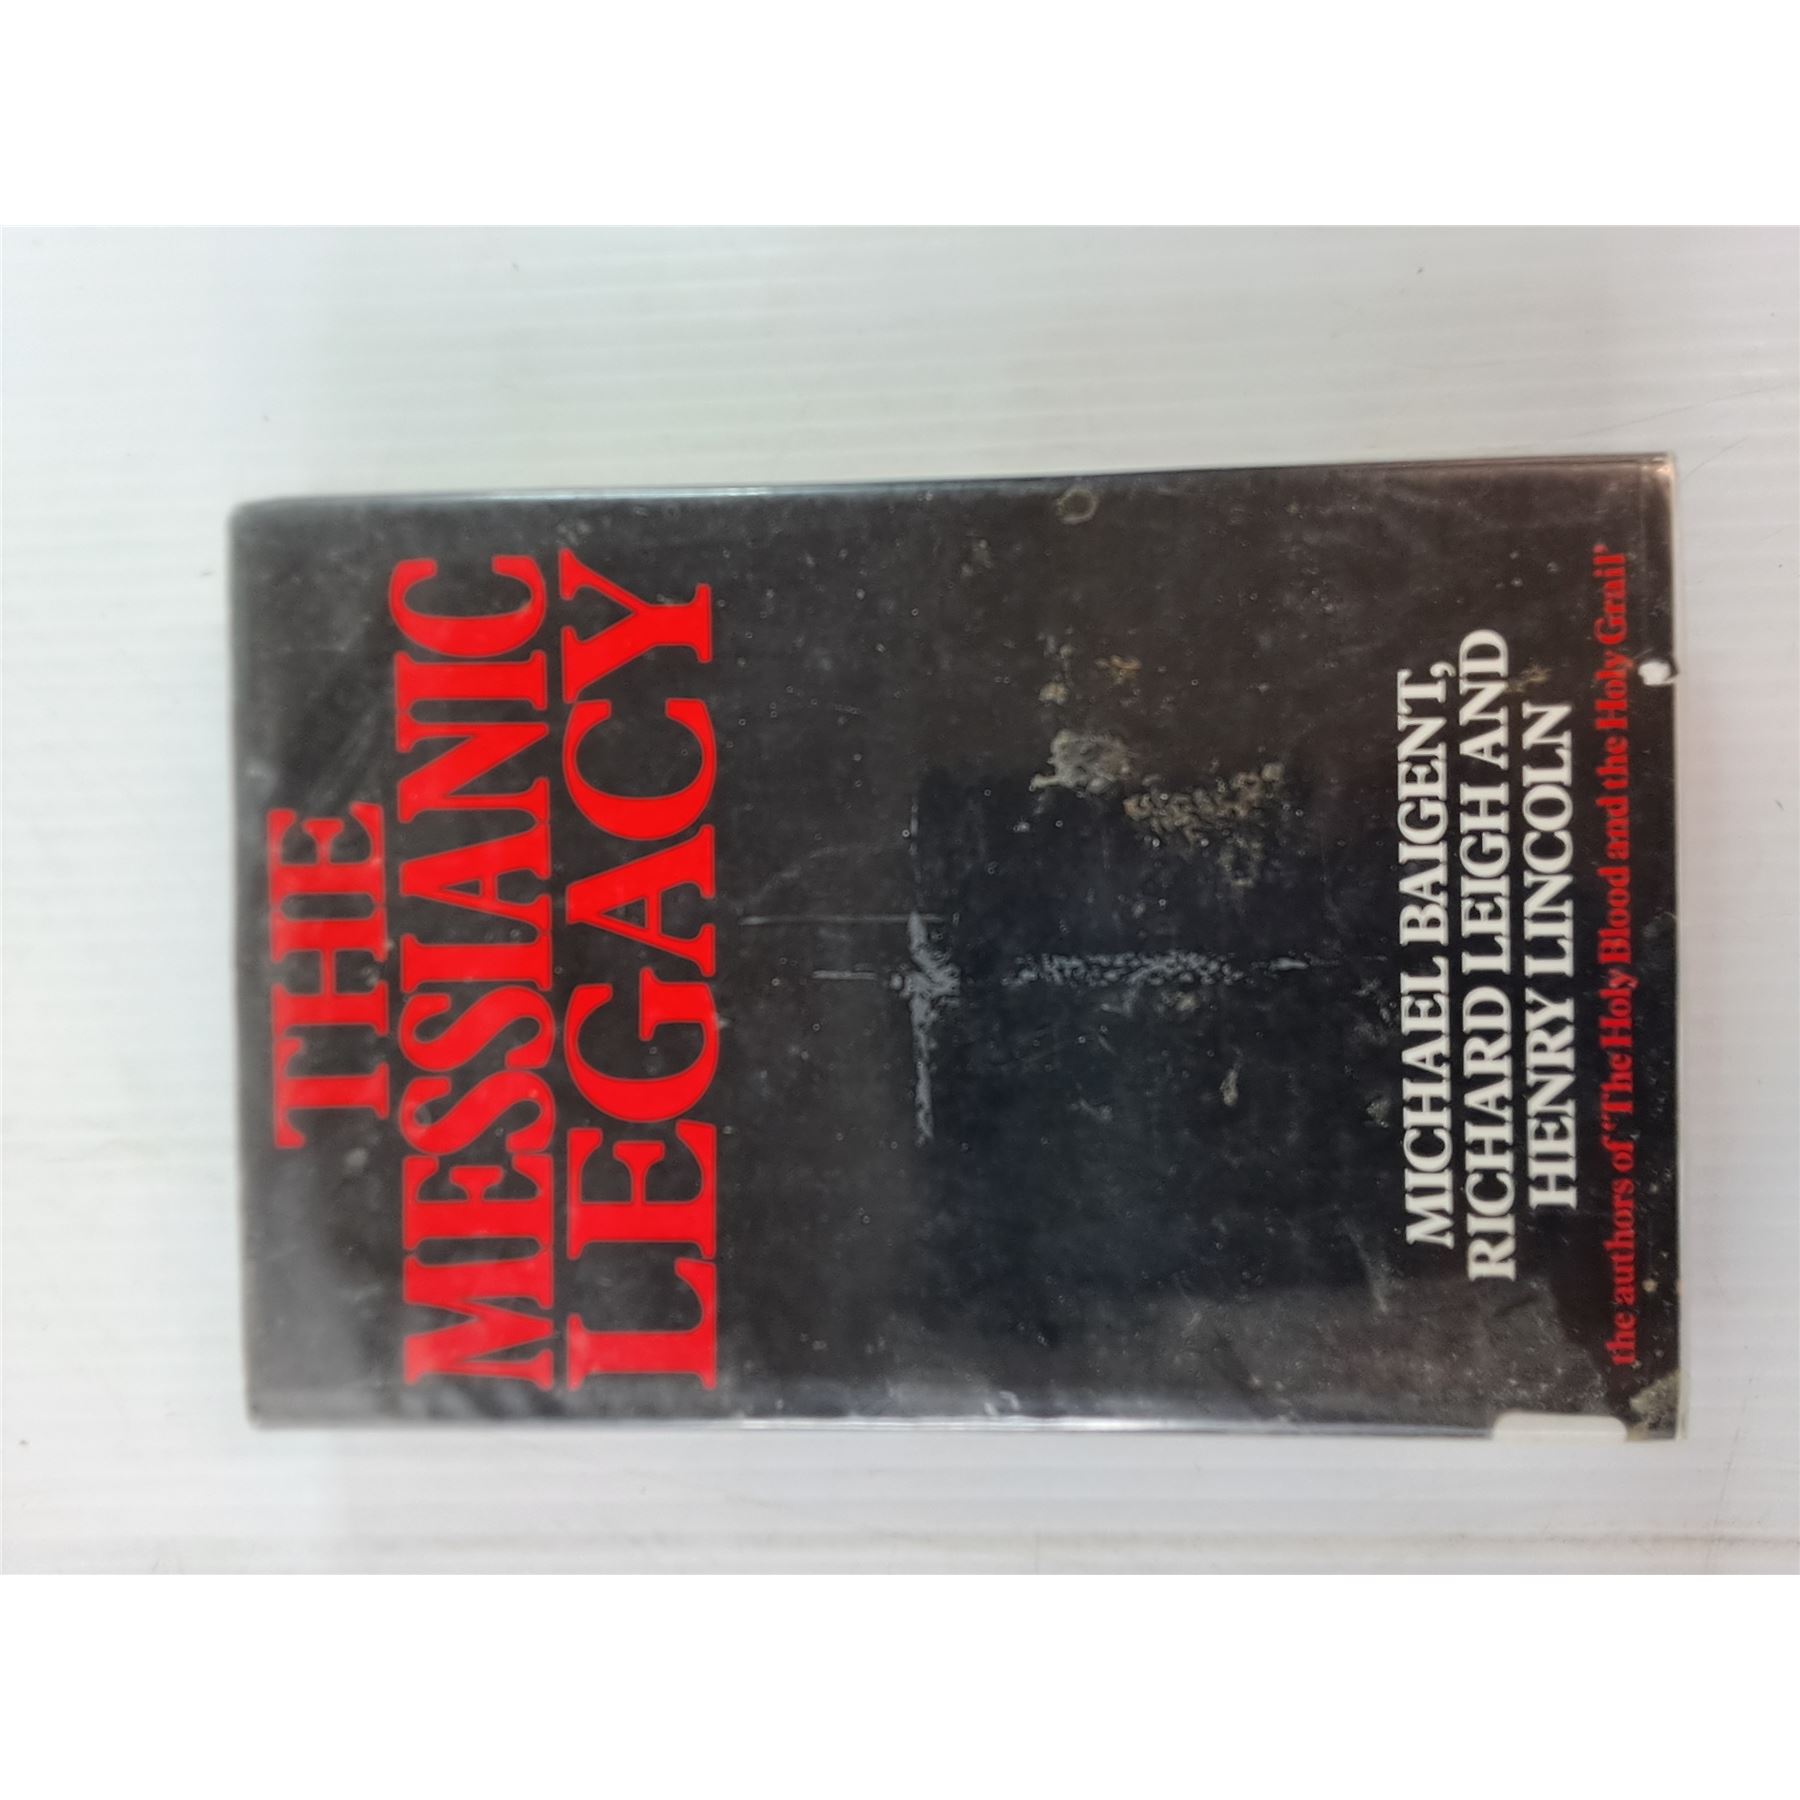 THE
MESSIANIC
LEGACY
MICHAEL BAIGENT,
RICHARD LEIGH AND
HENRY LINCOLN
the authors of 'The Holy Blood and the Holy Grail'